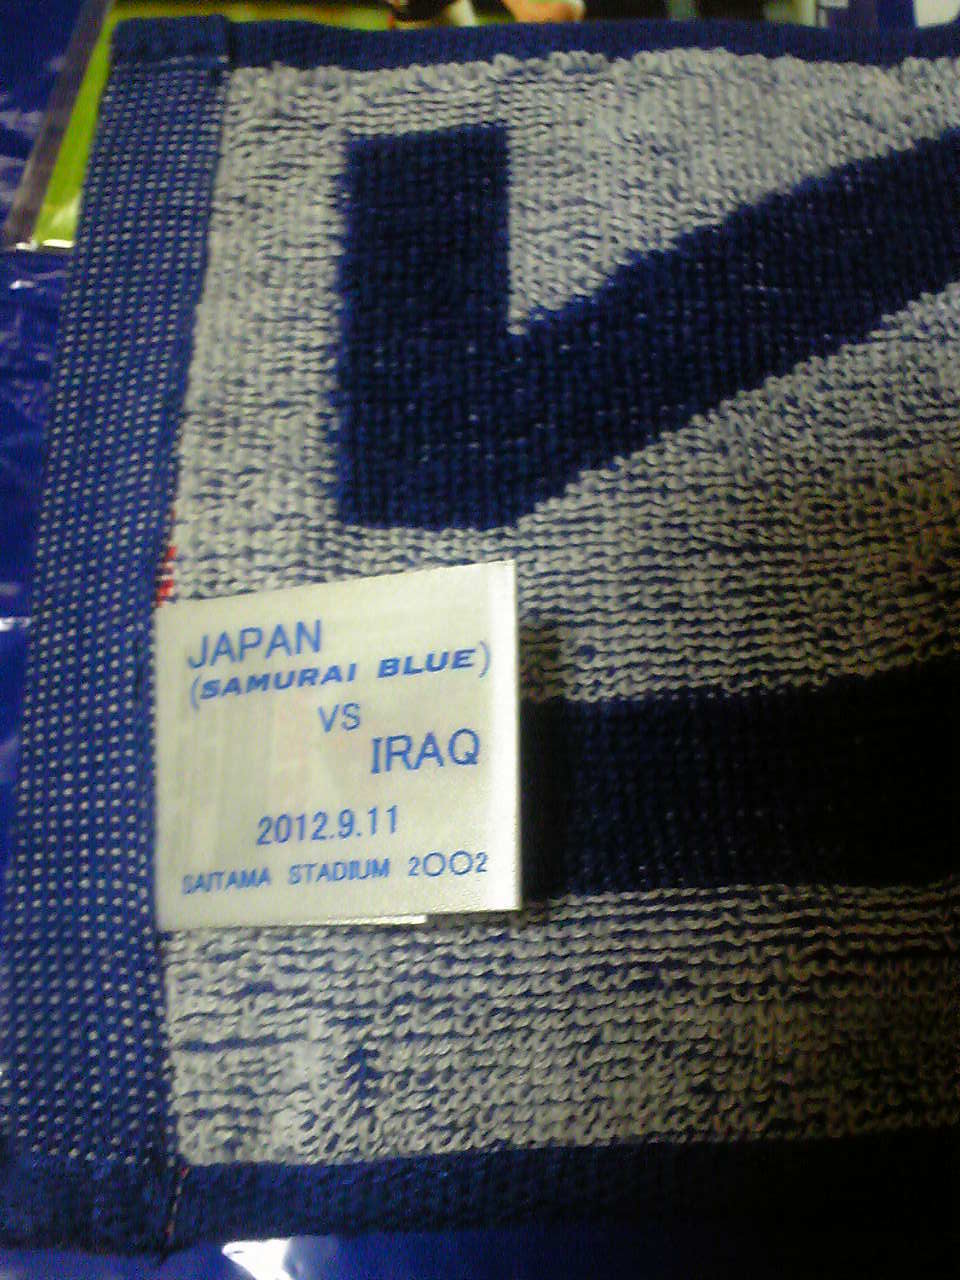 JAPAN
(SAMURAI BLUE)
VS
IRAQ
2012.9.11
SAITAMA STADIUM 2002